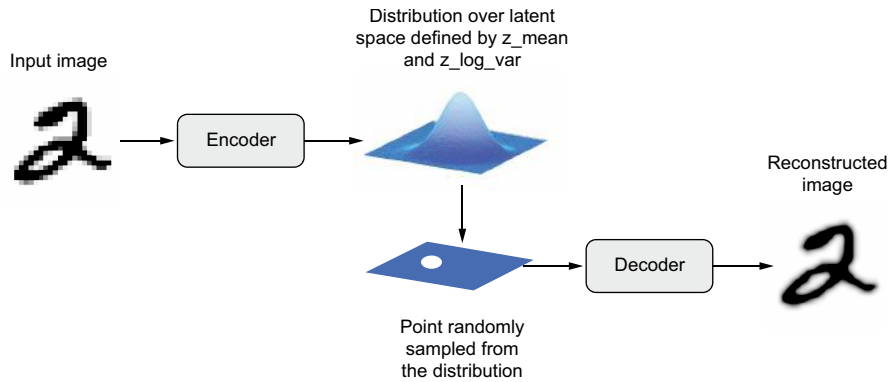 Input image
Encoder
Distribution over latent
space defined by z_mean
and z_log_var
Point randomly
sampled from
the distribution
Decoder
Reconstructed
image